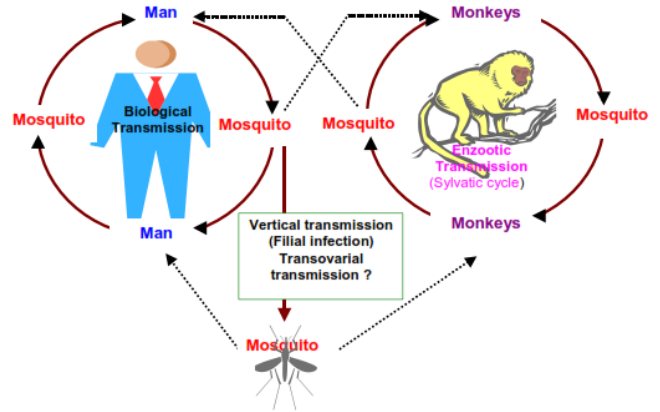 Man
Monkeys
Biological
Transmission
Mosquito
Mosquito
Mosquito
Mosquito
Enzootic
Transmission
(Sylvatic cycle)
Man
Monkeys
Vertical transmission
(Filial infection)
Transovarial
transmission ?
Mosquito